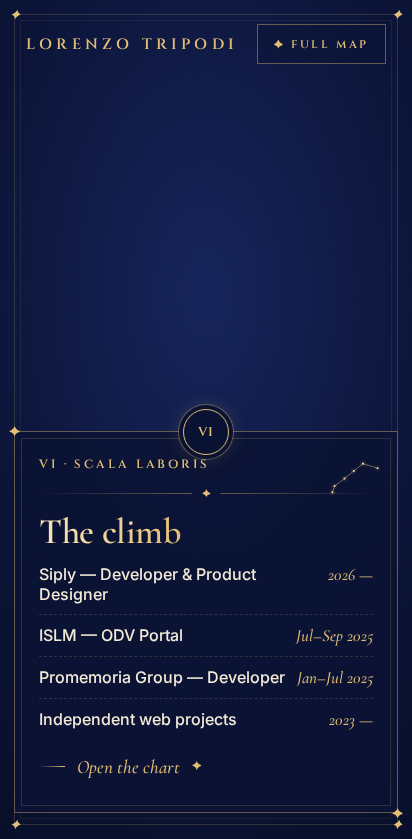 LORENZO TRIPODI
✦ FULL MAP
VI
VI · SCALA LABORIS
The climb
Siply — Developer & Product
Designer
2026 —
ISLM — ODV Portal
Jul–Sep 2025
Promemoria Group — Developer
Jan–Jul 2025
Independent web projects
2023 —
Open the chart ✦